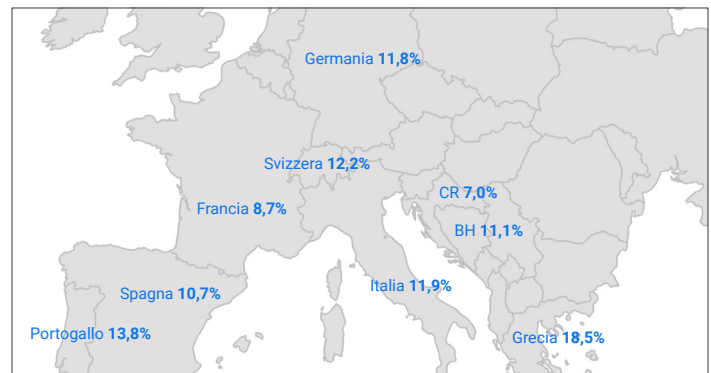 Germania 11,8%
Svizzera 12,2%
CR 7,0%
Francia 8,7%
BH 11,1%
Italia 11,9%
Spagna 10,7%
Portogallo 13,8%
Grecia 18,5%